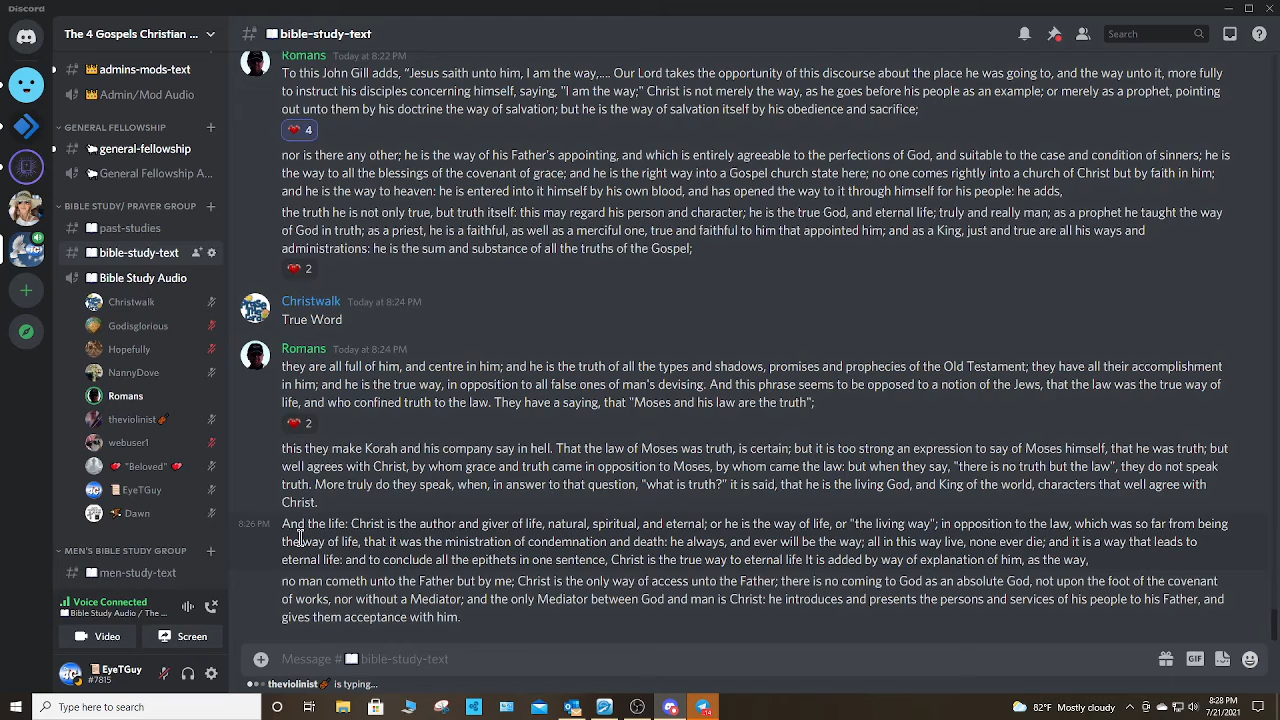 Discord
The 4 Gospels Christian ...
bible-study-text
Search
admins-mods-text
Admin/Mod Audio
GENERAL FELLOWSHIP
general-fellowship
General Fellowship A...
BIBLE STUDY/ PRAYER GROUP
past-studies
bible-study-text
Bible Study Audio
Christwalk
Godisglorious
Hopefully
NannyDove
Romans
theviolinist
webuser1
"Beloved"
EyeTGuy
Dawn
MEN'S BIBLE STUDY GROUP
men-study-text
Voice Connected
Bible Study Audio / The ...
Video
Screen
EyeTGuy
#7815
Romans Today at 8:22 PM
To this John Gill adds, "Jesus saith unto him, I am the way,... Our Lord takes the opportunity of this discourse about the place he was going to, and the way unto it, more fully
to instruct his disciples concerning himself, saying, "I am the way;" Christ is not merely the way, as he goes before his people as an example; or merely as a prophet, pointing
out unto them by his doctrine the way of salvation; but he is the way of salvation itself by his obedience and sacrifice;
4
nor is there any other; he is the way of his Father's appointing, and which is entirely agreeable to the perfections of God, and suitable to the case and condition of sinners; he is
the way to all the blessings of the covenant of grace; and he is the right way into a Gospel church state here; no one comes rightly into a church of Christ but by faith in him;
and he is the way to heaven: he is entered into it himself by his own blood, and has opened the way to it through himself for his people: he adds,
the truth he is not only true, but truth itself: this may regard his person and character; he is the true God, and eternal life; truly and really man; as a prophet he taught the way
of God in truth; as a priest, he is a faithful, as well as a merciful one, true and faithful to him that appointed him; and as a King, just and true are all his ways and
administrations: he is the sum and substance of all the truths of the Gospel;
2
Christwalk Today at 8:24 PM
True Word
Romans Today at 8:24 PM
they are all full of him, and centre in him; and he is the truth of all the types and shadows, promises and prophecies of the Old Testament; they have all their accomplishment
in him; and he is the true way, in opposition to all false ones of man's devising. And this phrase seems to be opposed to a notion of the Jews, that the law was the true way of
life, and who confined truth to the law. They have a saying, that "Moses and his law are the truth";
2
this they make Korah and his company say in hell. That the law of Moses was truth, is certain; but it is too strong an expression to say of Moses himself, that he was truth; but
well agrees with Christ, by whom grace and truth came in opposition to Moses, by whom came the law: but when they say, "there is no truth but the law", they do not speak
truth. More truly do they speak, when, in answer to that question, "what is truth?" it is said, that he is the living God, and King of the world, characters that well agree with
Christ.
8:26 PM
And the life: Christ is the author and giver of life, natural, spiritual, and eternal; or he is the way of life, or "the living way"; in opposition to the law, which was so far from being
the way of life, that it was the ministration of condemnation and death: he always, and ever will be the way; all in this way live, none ever die; and it is a way that leads to
eternal life: and to conclude all the epithets in one sentence, Christ is the true way to eternal life It is added by way of explanation of him, as the way,
no man cometh unto the Father but by me; Christ is the only way of access unto the Father; there is no coming to God as an absolute God, not upon the foot of the covenant
of works, nor without a Mediator; and the only Mediator between God and man is Christ: he introduces and presents the persons and services of his people to his Father, and
gives them acceptance with him.
Message # bible-study-text
GIF
theviolinist is typing...
Type here to search
14
82°F Mostly cloudy
8:28 PM
7/21/2021